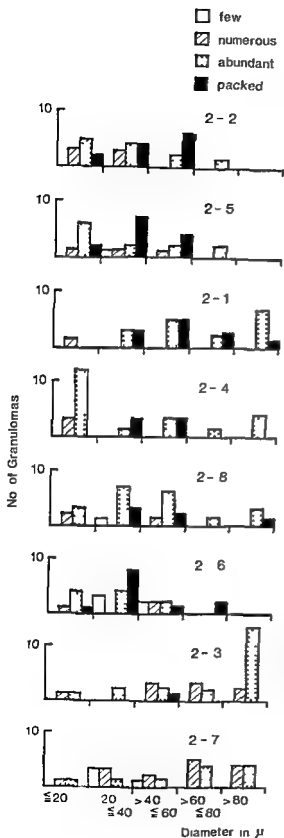 few
numerous
abundant
packed
10
2-2
10
2-5
10
2-1
10
2-4
10
2-8
10
2 6
10
2-3
10
2-7
No of Granulomas
≤20 20 >40 >60 >80
≤40 ≤60 ≤80
Diameter in µ